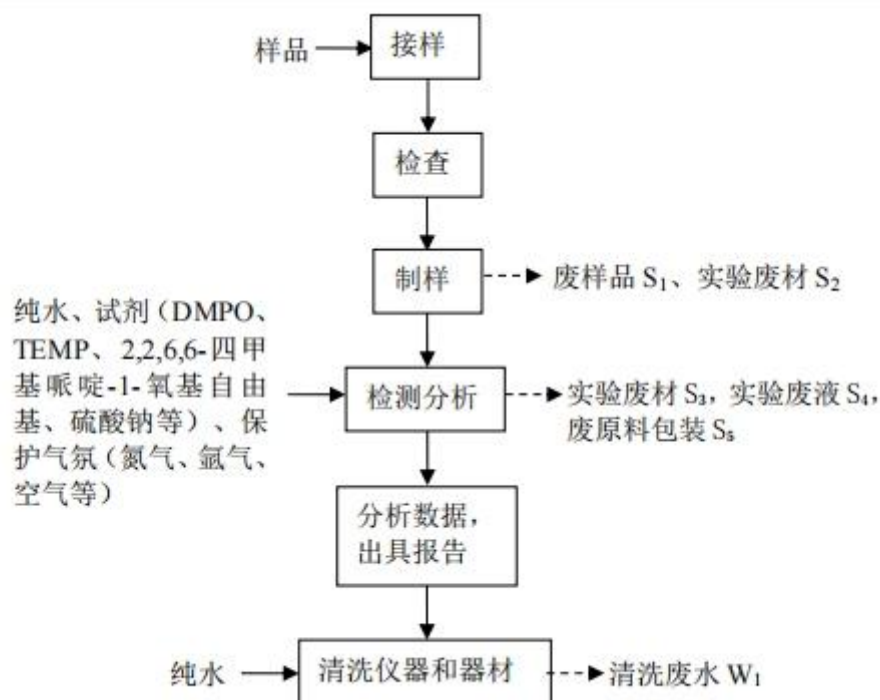 样品
接样
检查
制样
废样品 S₁、实验废材 S₂
纯水、试剂（DMPO、
TEMP、2,2,6,6-四甲
基哌啶-1-氧基自由
基、硫酸钠等）、保
护气氛（氮气、氩气、
空气等）
检测分析
实验废材 S₃，实验废液 S₄，
废原料包装 S₅
分析数据，
出具报告
纯水
清洗仪器和器材
清洗废水 W₁